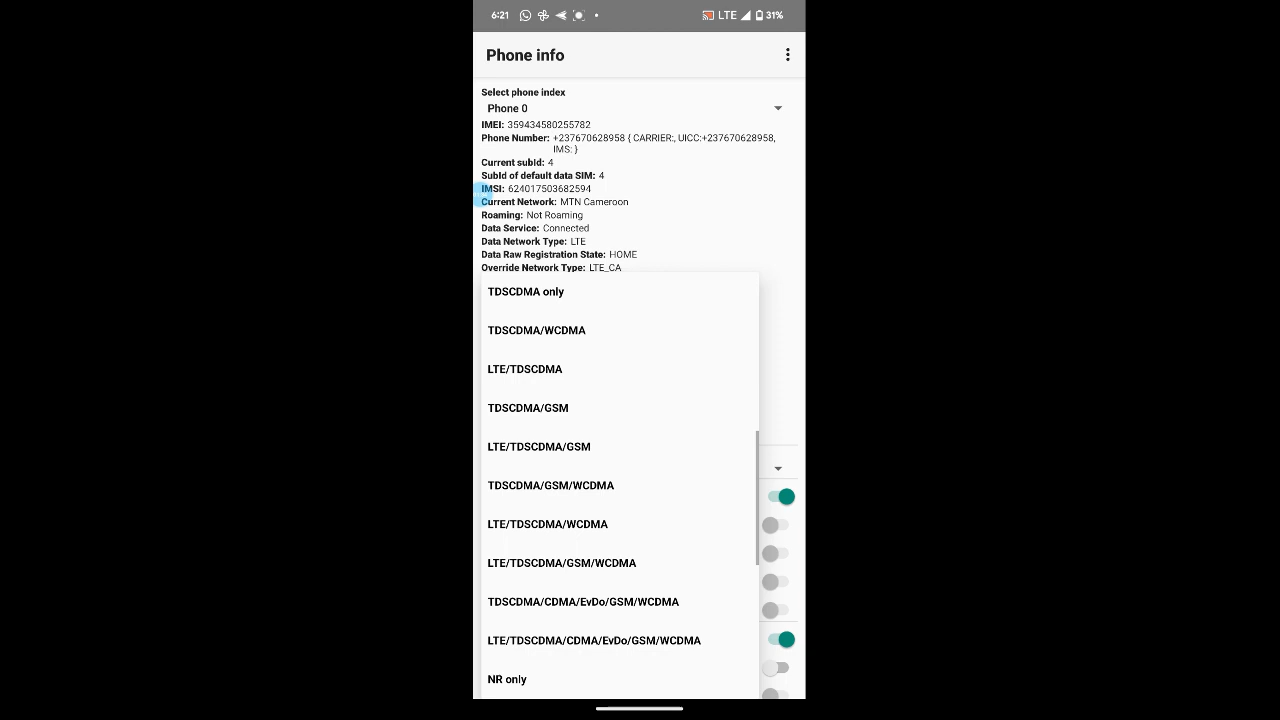 6:21 LTE 31%
Phone info
Select phone index
Phone 0
IMEI: 359434580255782
Phone Number: +237670628958 { CARRIER:, UICC:+237670628958,
IMS: }
Current subId: 4
SubId of default data SIM: 4
IMSI: 624017503682594
Current Network: MTN Cameroon
Roaming: Not Roaming
Data Service: Connected
Data Network Type: LTE
Data Raw Registration State: HOME
Override Network Type: LTE_CA
TDSCDMA only
TDSCDMA/WCDMA
LTE/TDSCDMA
TDSCDMA/GSM
LTE/TDSCDMA/GSM
TDSCDMA/GSM/WCDMA
LTE/TDSCDMA/WCDMA
LTE/TDSCDMA/GSM/WCDMA
TDSCDMA/CDMA/EvDo/GSM/WCDMA
LTE/TDSCDMA/CDMA/EvDo/GSM/WCDMA
NR only